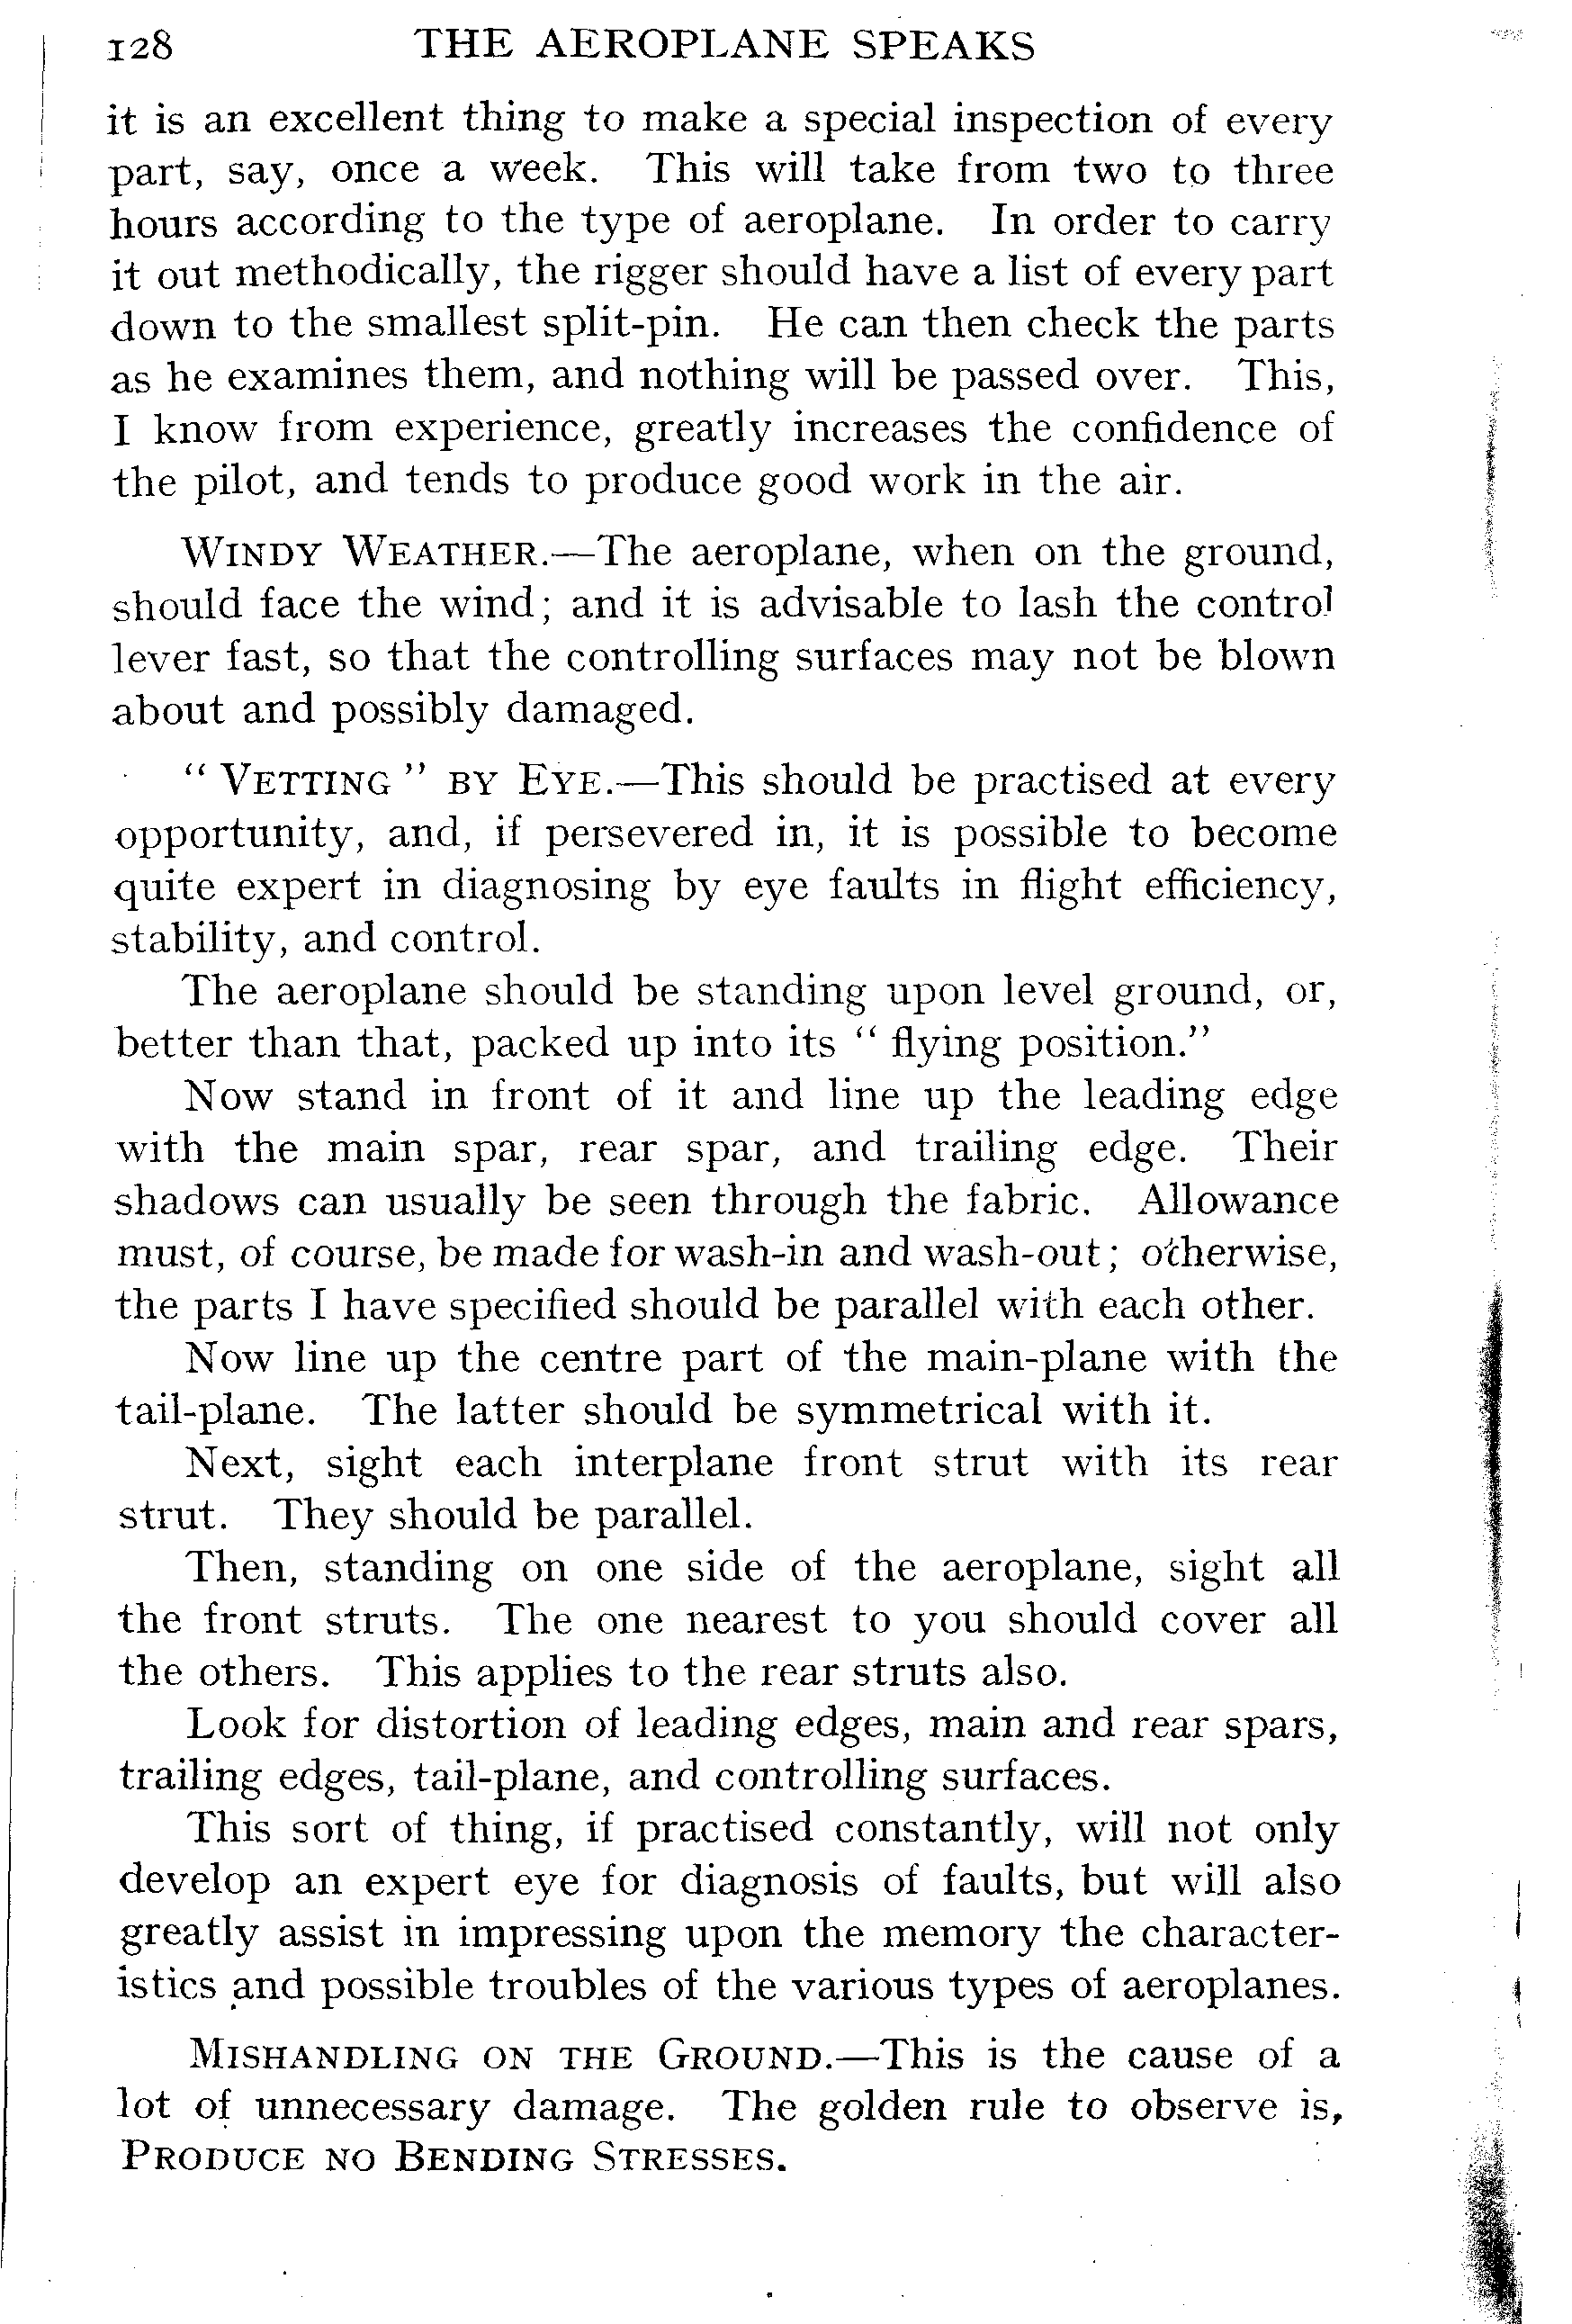 128 THE AEROPLANE SPEAKS
it is an excellent thing to make a special inspection of every
part, say, once a week. This will take from two to three
hours according to the type of aeroplane. In order to carry
it out methodically, the rigger should have a list of every part
down to the smallest split-pin. He can then check the parts
as he examines them, and nothing will be passed over. This,
I know from experience, greatly increases the confidence of
the pilot, and tends to produce good work in the air.
WINDY WEATHER.—The aeroplane, when on the ground,
should face the wind; and it is advisable to lash the control
lever fast, so that the controlling surfaces may not be blown
about and possibly damaged.
" VETTING " BY EYE.—This should be practised at every
opportunity, and, if persevered in, it is possible to become
quite expert in diagnosing by eye faults in flight efficiency,
stability, and control.
The aeroplane should be standing upon level ground, or,
better than that, packed up into its " flying position."
Now stand in front of it and line up the leading edge
with the main spar, rear spar, and trailing edge. Their
shadows can usually be seen through the fabric. Allowance
must, of course, be made for wash-in and wash-out; otherwise,
the parts I have specified should be parallel with each other.
Now line up the centre part of the main-plane with the
tail-plane. The latter should be symmetrical with it.
Next, sight each interplane front strut with its rear
strut. They should be parallel.
Then, standing on one side of the aeroplane, sight all
the front struts. The one nearest to you should cover all
the others. This applies to the rear struts also.
Look for distortion of leading edges, main and rear spars,
trailing edges, tail-plane, and controlling surfaces.
This sort of thing, if practised constantly, will not only
develop an expert eye for diagnosis of faults, but will also
greatly assist in impressing upon the memory the character-
istics and possible troubles of the various types of aeroplanes.
MISHANDLING ON THE GROUND.—This is the cause of a
lot of unnecessary damage. The golden rule to observe is,
PRODUCE NO BENDING STRESSES.